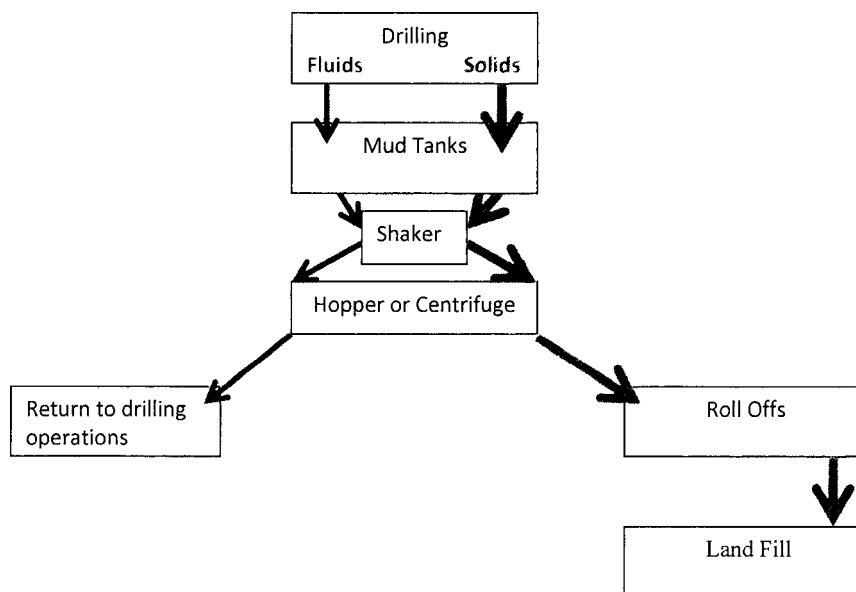 Drilling
Fluids Solids
Mud Tanks
Shaker
Hopper or Centrifuge
Return to drilling
operations
Roll Offs
Land Fill